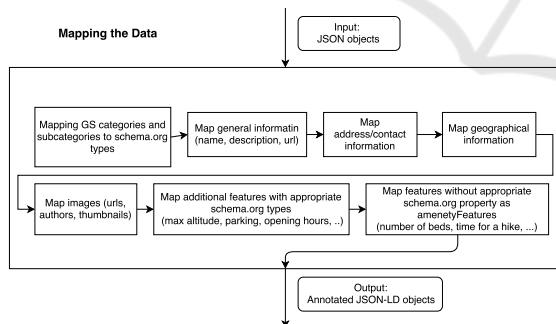 Mapping the Data
Input:
JSON objects
Mapping GS categories and
subcategories to schema.org
types
Map general informatin
(name, description, url)
Map
address/contact
information
Map geographical
information
Map images (urls,
authors, thumbnails)
Map additional features with appropriate
schema.org types
(max altitude, parking, opening hours, ..)
Map features without appropriate
schema.org property as
amenetyFeatures
(number of beds, time for a hike, ...)
Output:
Annotated JSON-LD objects